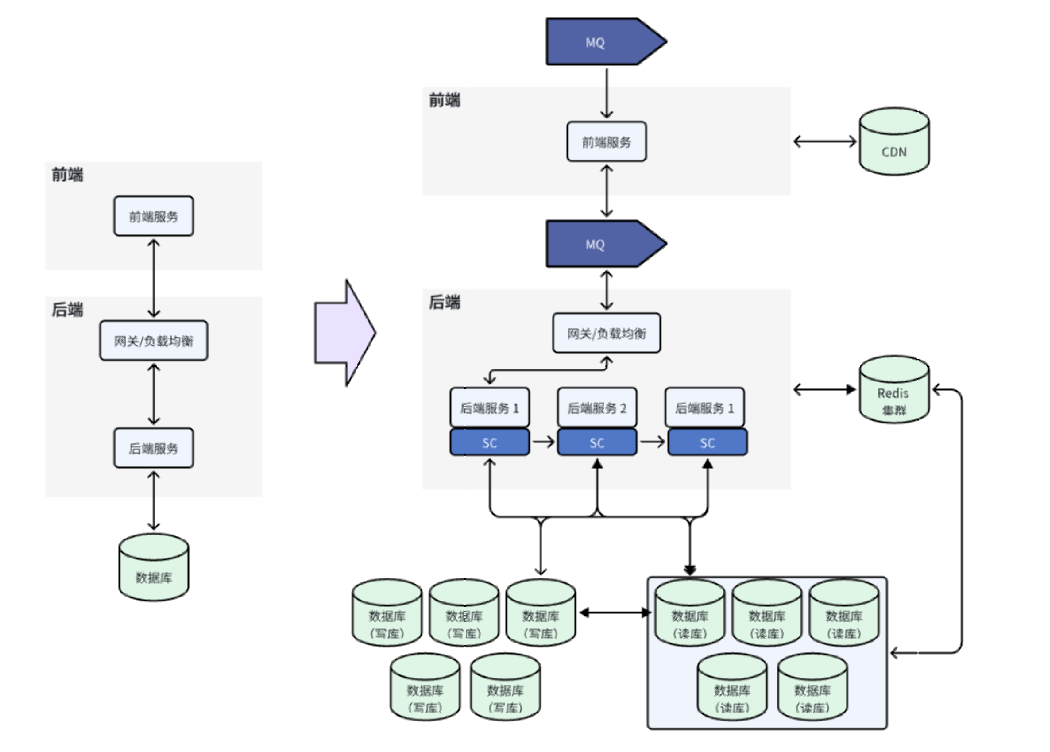 前端
前端服务
后端
网关/负载均衡
后端服务
数据库
MQ
前端
前端服务
CDN
MQ
后端
网关/负载均衡
后端服务 1
后端服务 2
后端服务 1
SC
SC
SC
Redis
集群
数据库
(写库)
数据库
(写库)
数据库
(写库)
数据库
(写库)
数据库
(写库)
数据库
(读库)
数据库
(读库)
数据库
(读库)
数据库
(读库)
数据库
(读库)